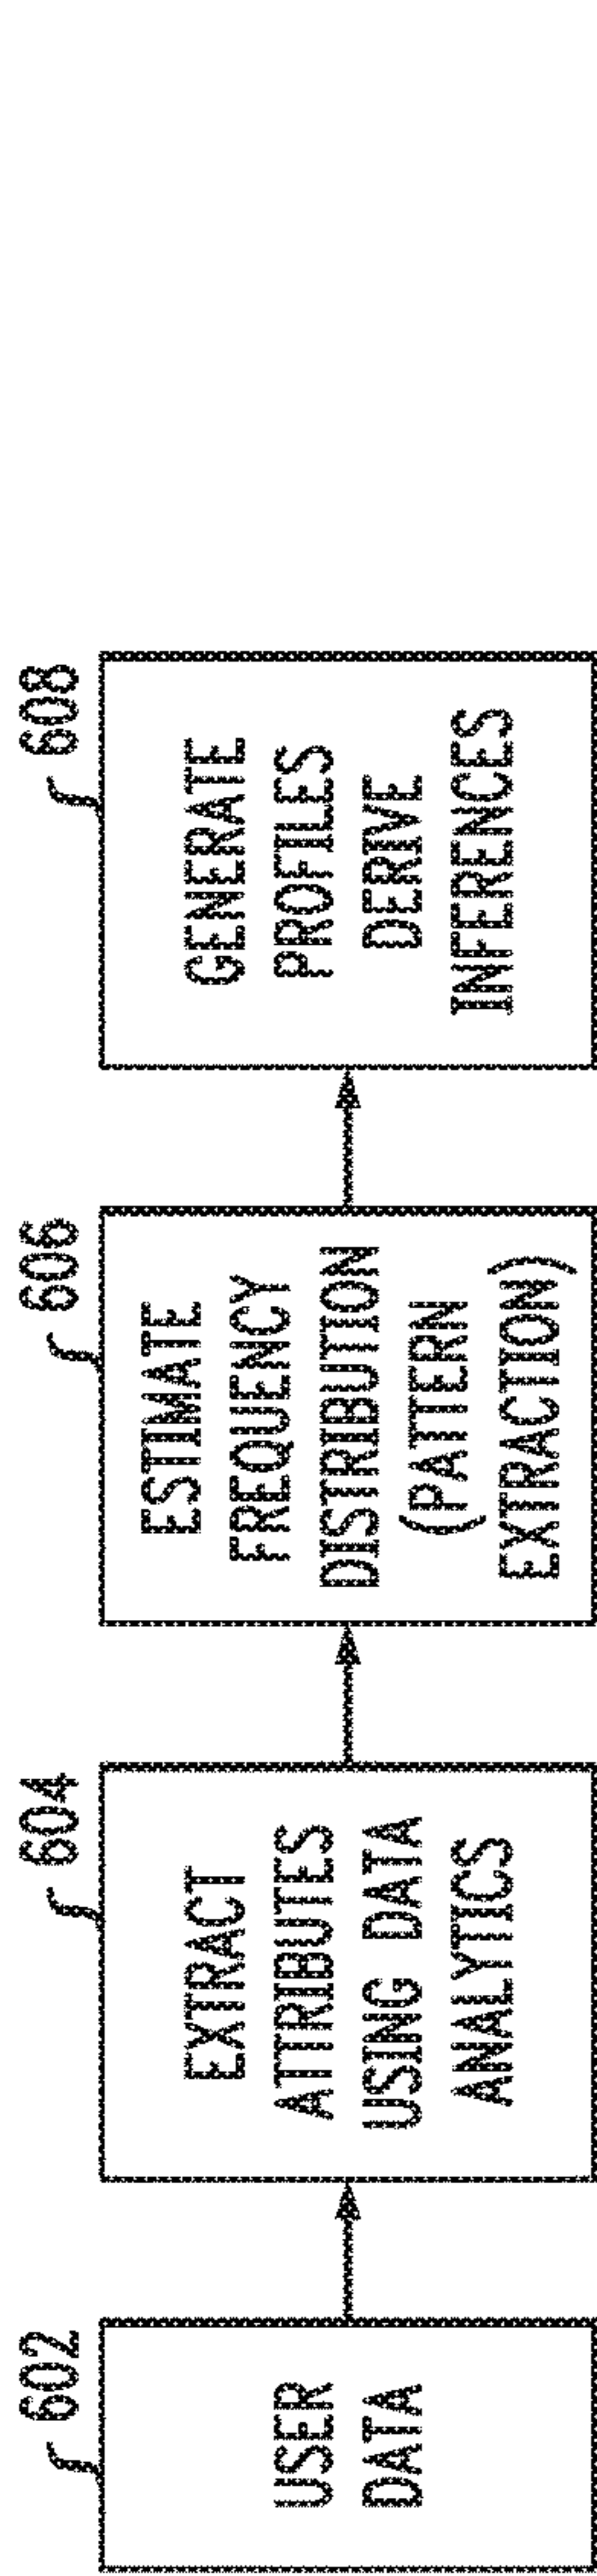 602
USER
DATA
604
EXTRACT
ATTRIBUTES
USING DATA
ANALYTICS
606
ESTIMATE
FREQUENCY
DISTRIBUTION
(PATTERN
EXTRACTION)
608
GENERATE
PROFILES
DERIVE
INFERENCES